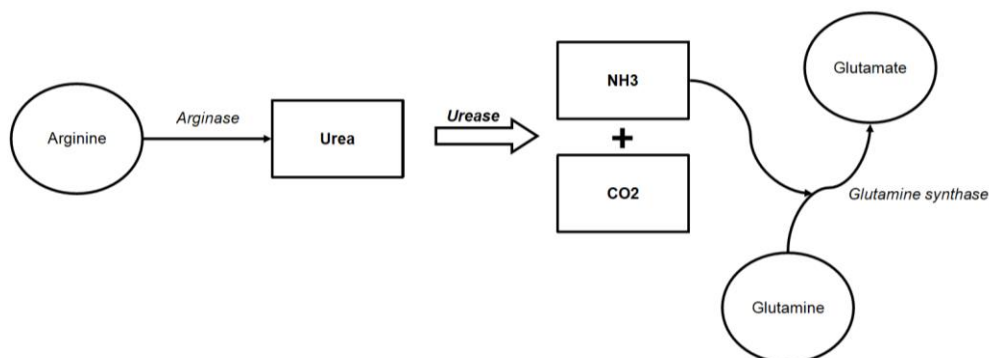 Arginine
Arginase
Urea
Urease
NH3
+
CO2
Glutamate
Glutamine synthase
Glutamine